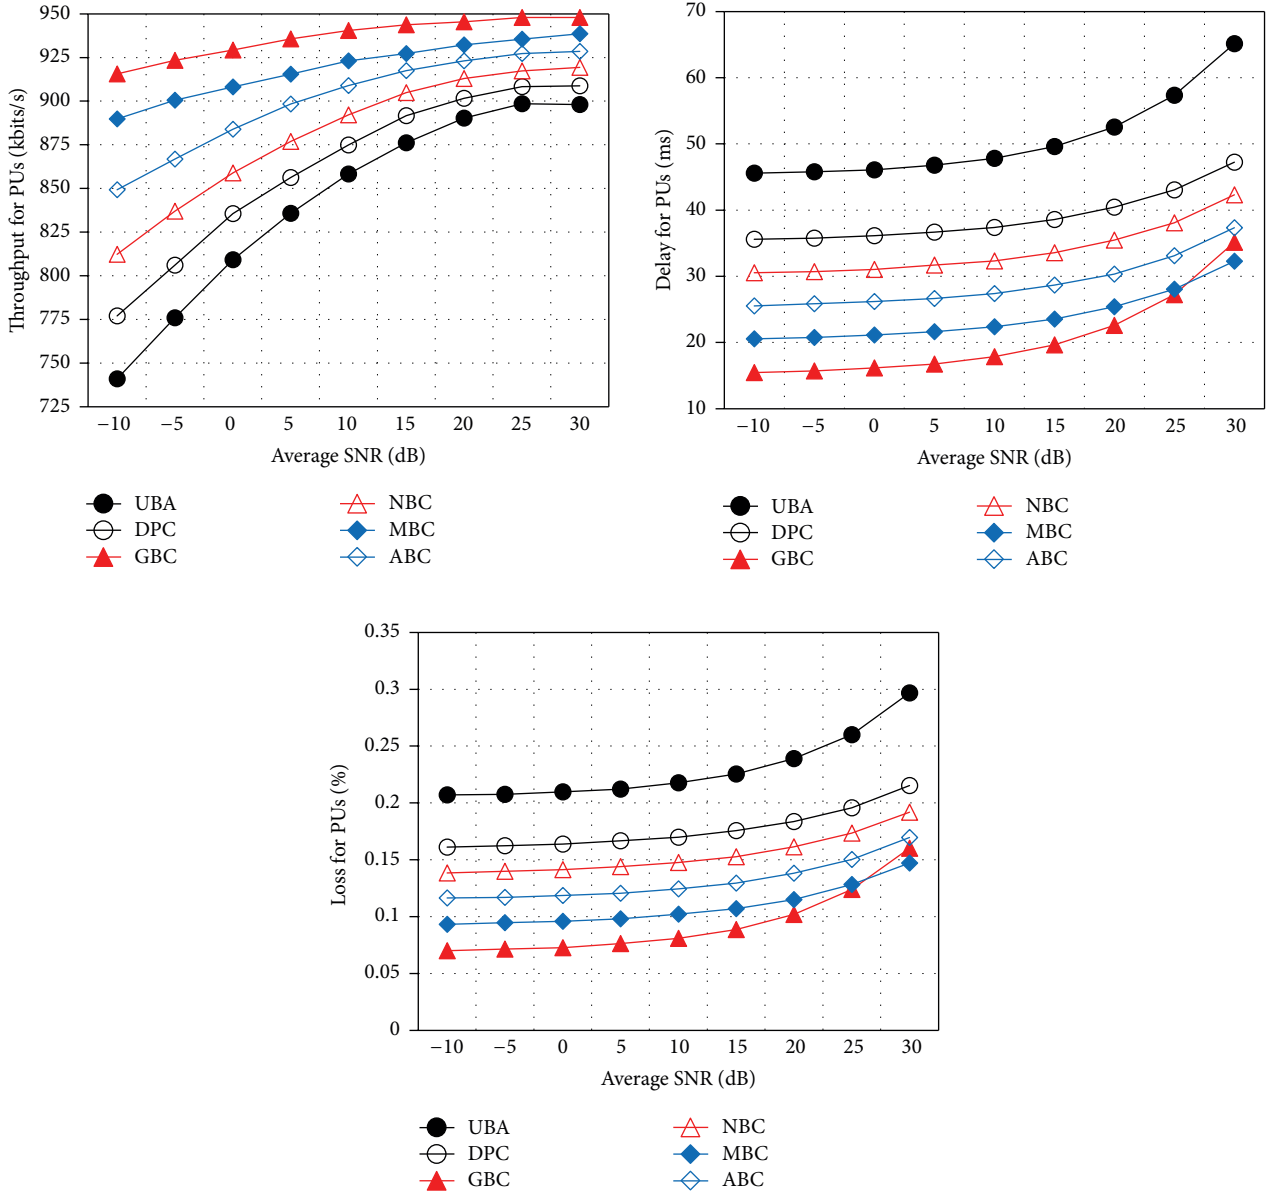 950
925
900
875
850
825
800
775
750
725
Throughput for PUs (kbits/s)
−10 −5 0 5 10 15 20 25 30
Average SNR (dB)
UBA
DPC
GBC
NBC
MBC
ABC
70
60
50
40
30
20
10
Delay for PUs (ms)
−10 −5 0 5 10 15 20 25 30
Average SNR (dB)
UBA
DPC
GBC
NBC
MBC
ABC
0.35
0.3
0.25
0.2
0.15
0.1
0.05
0
Loss for PUs (%)
−10 −5 0 5 10 15 20 25 30
Average SNR (dB)
UBA
DPC
GBC
NBC
MBC
ABC